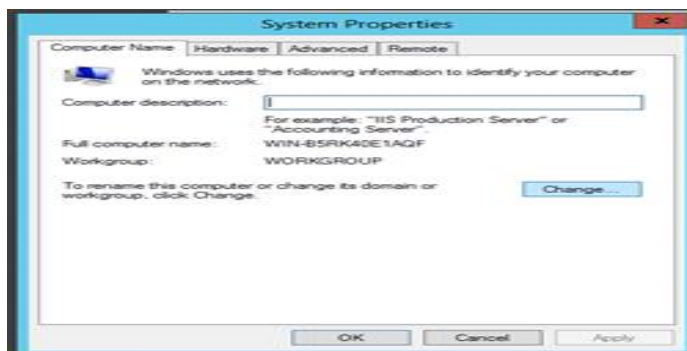 System Properties
Computer Name Hardware Advanced Remote
Windows uses the following information to identify your computer
on the network.
Computer description:
For example: "IIS Production Server" or
"Accounting Server".
Full computer name: WIN-B5RK40E1AQF
Workgroup: WORKGROUP
To rename this computer or change its domain or
workgroup, click Change.
Change...
OK Cancel Apply